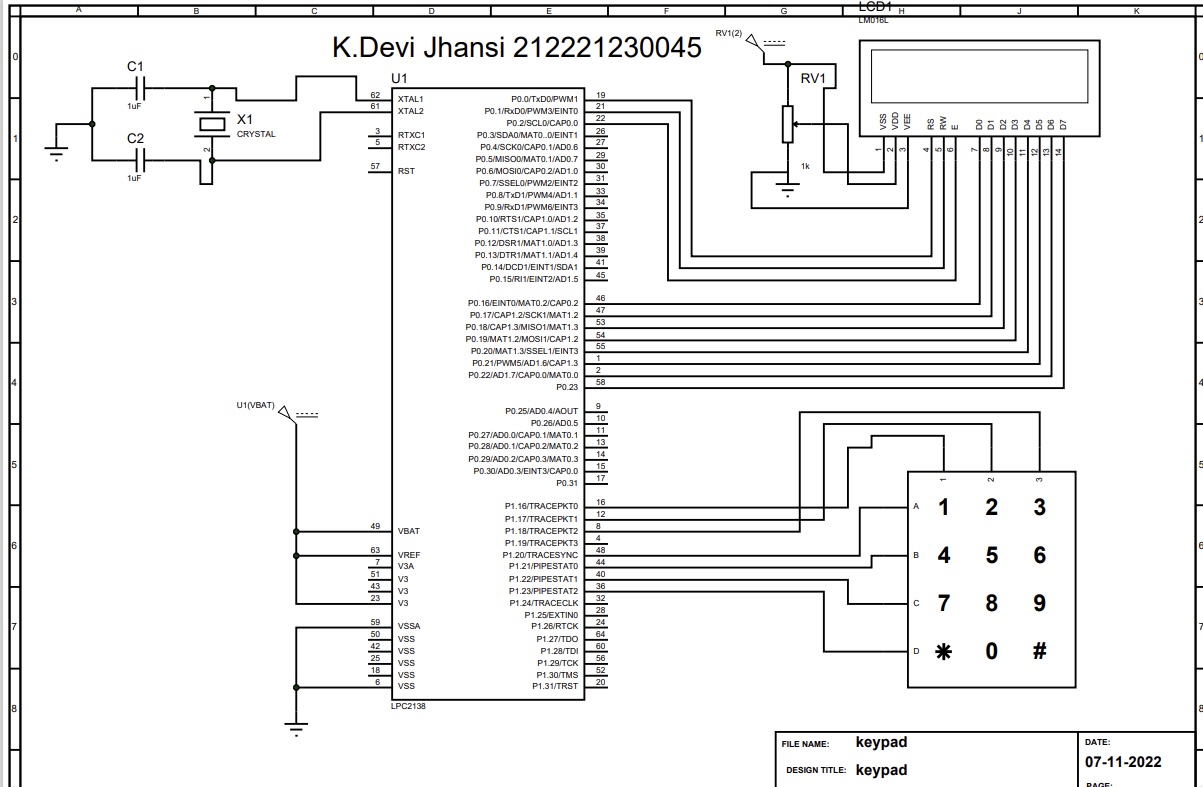 A B C D E F G H J K
LCD1
LM016L
K.Devi Jhansi 212221230045
RV1(2)
RV1
1k
VSS VDD VEE RS RW E D0 D1 D2 D3 D4 D5 D6 D7
1 2 3 4 5 6 7 8 9 10 11 12 13 14
C1
1uF
C2
1uF
1
X1
CRYSTAL
2
U1
62 XTAL1
61 XTAL2
3 RTXC1
5 RTXC2
57 RST
P0.0/TxD0/PWM1 19
P0.1/RxD0/PWM3/EINT0 21
P0.2/SCL0/CAP0.0 22
P0.3/SDA0/MAT0..0/EINT1 26
P0.4/SCK0/CAP0.1/AD0.6 27
P0.5/MISO0/MAT0.1/AD0.7 29
P0.6/MOSI0/CAP0.2/AD1.0 30
P0.7/SSEL0/PWM2/EINT2 31
P0.8/TxD1/PWM4/AD1.1 33
P0.9/RxD1/PWM6/EINT3 34
P0.10/RTS1/CAP1.0/AD1.2 35
P0.11/CTS1/CAP1.1/SCL1 37
P0.12/DSR1/MAT1.0/AD1.3 38
P0.13/DTR1/MAT1.1/AD1.4 39
P0.14/DCD1/EINT1/SDA1 41
P0.15/RI1/EINT2/AD1.5 45
P0.16/EINT0/MAT0.2/CAP0.2 46
P0.17/CAP1.2/SCK1/MAT1.2 47
P0.18/CAP1.3/MISO1/MAT1.3 53
P0.19/MAT1.2/MOSI1/CAP1.2 54
P0.20/MAT1.3/SSEL1/EINT3 55
P0.21/PWM5/AD1.6/CAP1.3 1
P0.22/AD1.7/CAP0.0/MAT0.0 2
P0.23 58
P0.25/AD0.4/AOUT 9
P0.26/AD0.5 10
P0.27/AD0.0/CAP0.1/MAT0.1 11
P0.28/AD0.1/CAP0.2/MAT0.2 13
P0.29/AD0.2/CAP0.3/MAT0.3 14
P0.30/AD0.3/EINT3/CAP0.0 15
P0.31 17
P1.16/TRACEPKT0 16
P1.17/TRACEPKT1 12
P1.18/TRACEPKT2 8
P1.19/TRACEPKT3 4
P1.20/TRACESYNC 48
P1.21/PIPESTAT0 44
P1.22/PIPESTAT1 40
P1.23/PIPESTAT2 36
P1.24/TRACECLK 32
P1.25/EXTIN0 28
P1.26/RTCK 24
P1.27/TDO 64
P1.28/TDI 60
P1.29/TCK 56
P1.30/TMS 52
P1.31/TRST 20
U1(VBAT)
49 VBAT
63 VREF
7 V3A
51 V3
43 V3
23 V3
59 VSSA
50 VSS
42 VSS
25 VSS
18 VSS
6 VSS
LPC2138
1 2 3
A 1 2 3
B 4 5 6
C 7 8 9
D * 0 #
0
1
2
3
4
5
6
7
8
0
1
2
3
4
5
6
7
8
FILE NAME: keypad
DESIGN TITLE: keypad
DATE:
07-11-2022
PAGE: